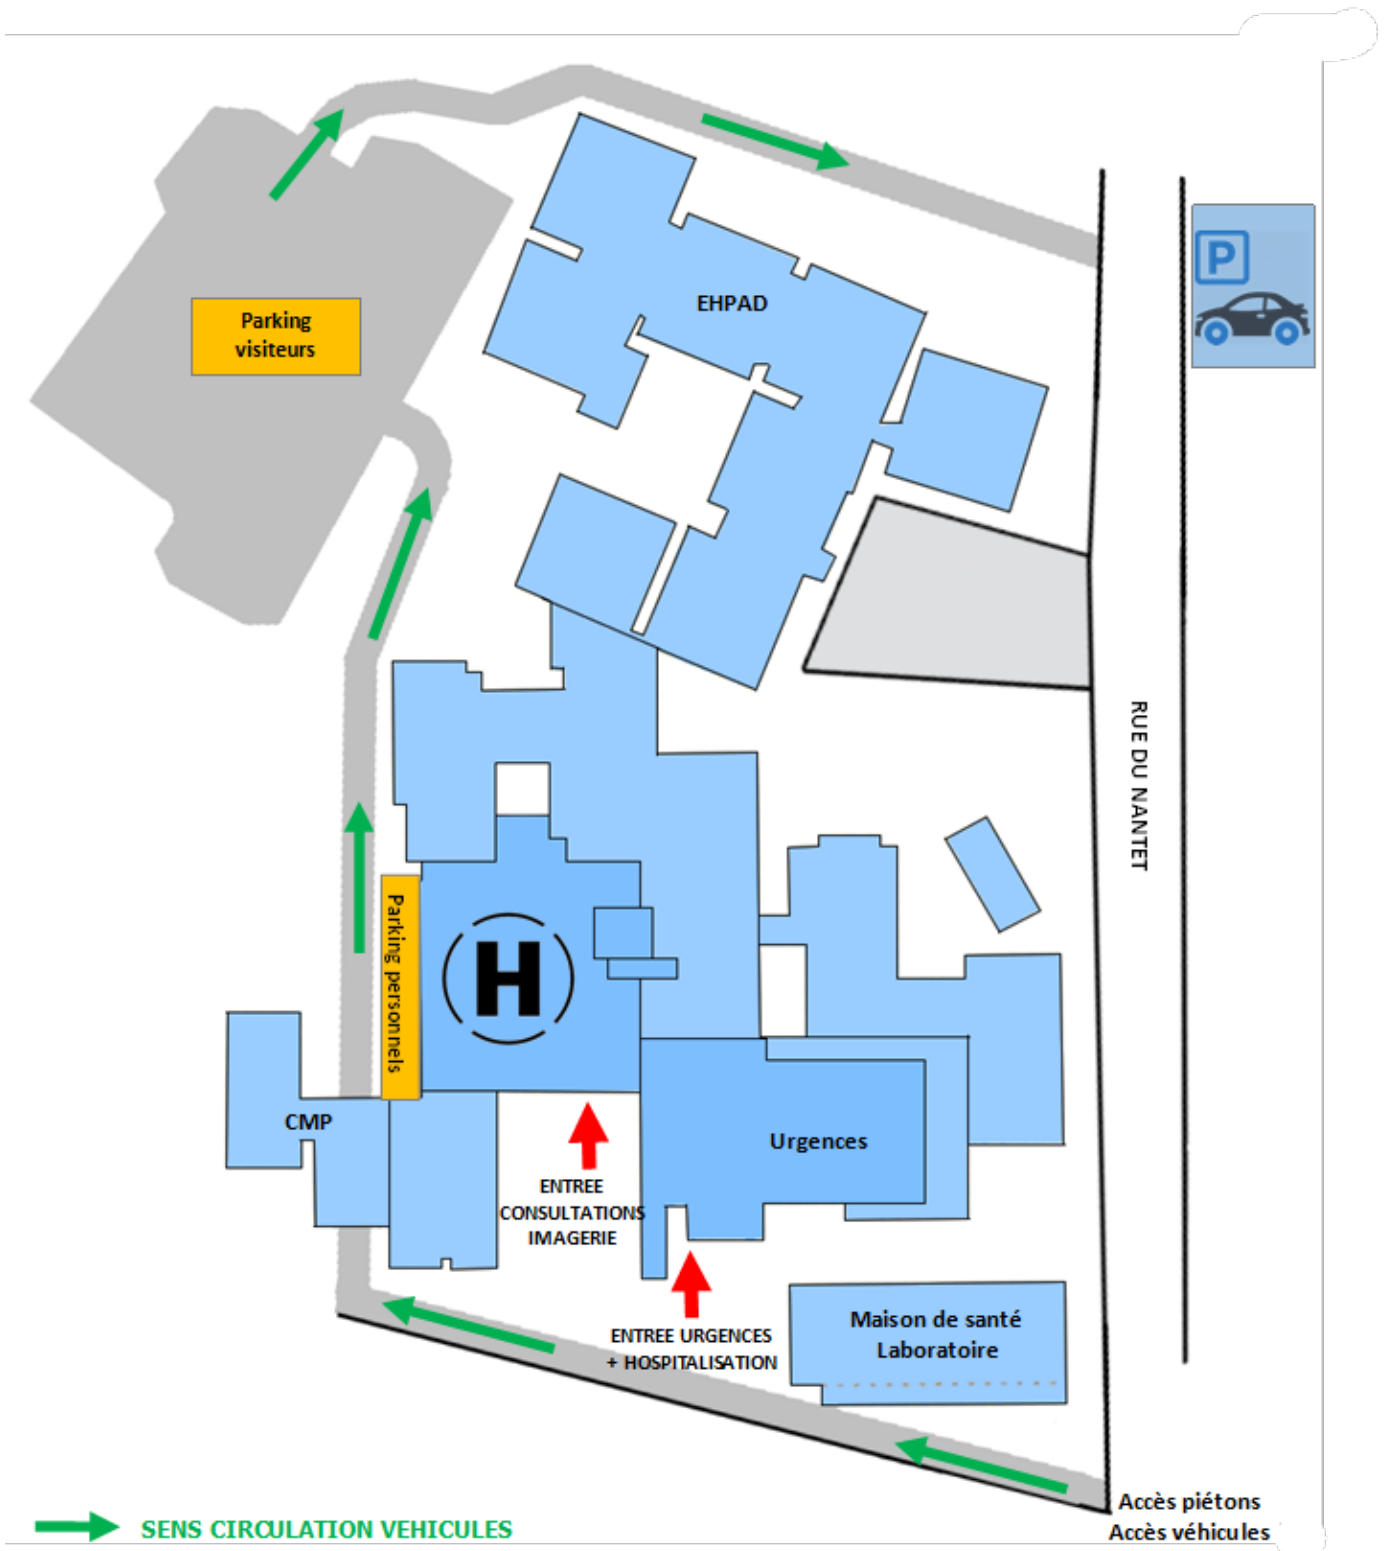 P
EHPAD
Parking
visiteurs
RUE DU NANTET
Parking personnels
H
CMP
Urgences
ENTREE
CONSULTATIONS
IMAGERIE
ENTREE URGENCES
+ HOSPITALISATION
Maison de santé
Laboratoire
Accès piétons
Accès véhicules
SENS CIRCULATION VEHICULES